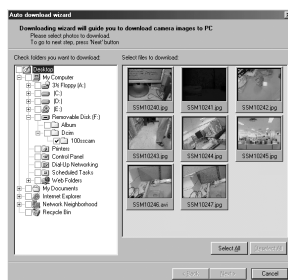 Auto download wizard
Downloading wizard will guide you to download camera images to PC
Please select photos to download.
To go to next step, press 'Next' button.
Check folders you want to download:
Select files to download:
Desktop
My Computer
3½ Floppy (A:)
(C:)
(D:)
(E:)
Removable Disk (F:)
Album
Dcim
100sscam
Printers
Control Panel
Dial-Up Networking
Scheduled Tasks
Web Folders
My Documents
Internet Explorer
Network Neighborhood
Recycle Bin
SSM10240.jpg
SSM10241.jpg
SSM10242.jpg
SSM10243.jpg
SSM10244.jpg
SSM10245.jpg
SSM10246.avi
SSM10247.jpg
Select All
Unselect All
< Back
Next >
Cancel